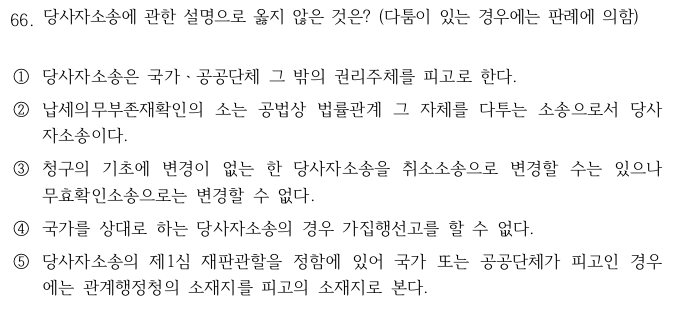 66. 당사자소송에 관한 설명으로 옳지 않은 것은? (다툼이 있는 경우에는 판례에 의함)
① 당사자소송은 국가ㆍ공공단체 그 밖의 권리주체를 피고로 한다.
② 납세의무부존재확인의 소는 공법상 법률관계 그 자체를 다투는 소송으로서 당사
자소송이다.
③ 청구의 기초에 변경이 없는 한 당사자소송을 취소소송으로 변경할 수는 있으나
무효확인소송으로는 변경할 수 없다.
④ 국가를 상대로 하는 당사자소송의 경우 가집행선고를 할 수 없다.
⑤ 당사자소송의 제1심 재판관할을 정함에 있어 국가 또는 공공단체가 피고인 경우
에는 관계행정청의 소재지를 피고의 소재지로 본다.